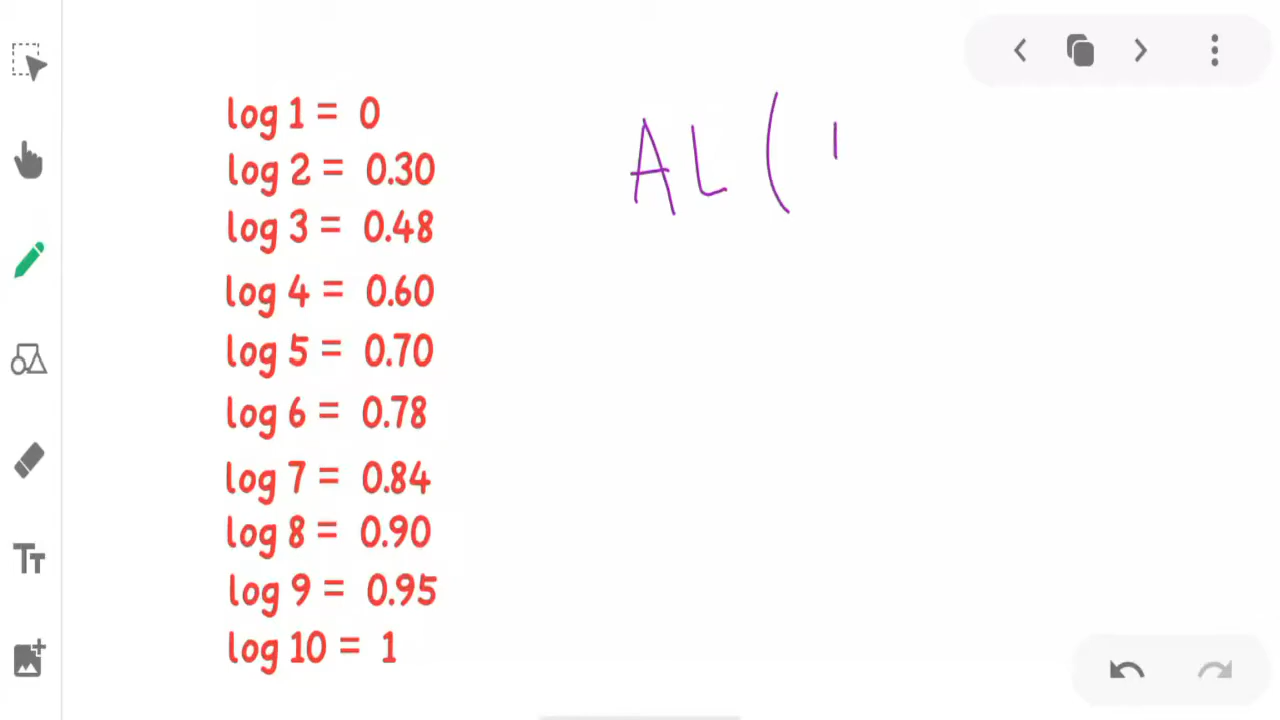 log 1 = 0
log 2 = 0.30
log 3 = 0.48
log 4 = 0.60
log 5 = 0.70
log 6 = 0.78
log 7 = 0.84
log 8 = 0.90
log 9 = 0.95
log 10 = 1
AL (
TT